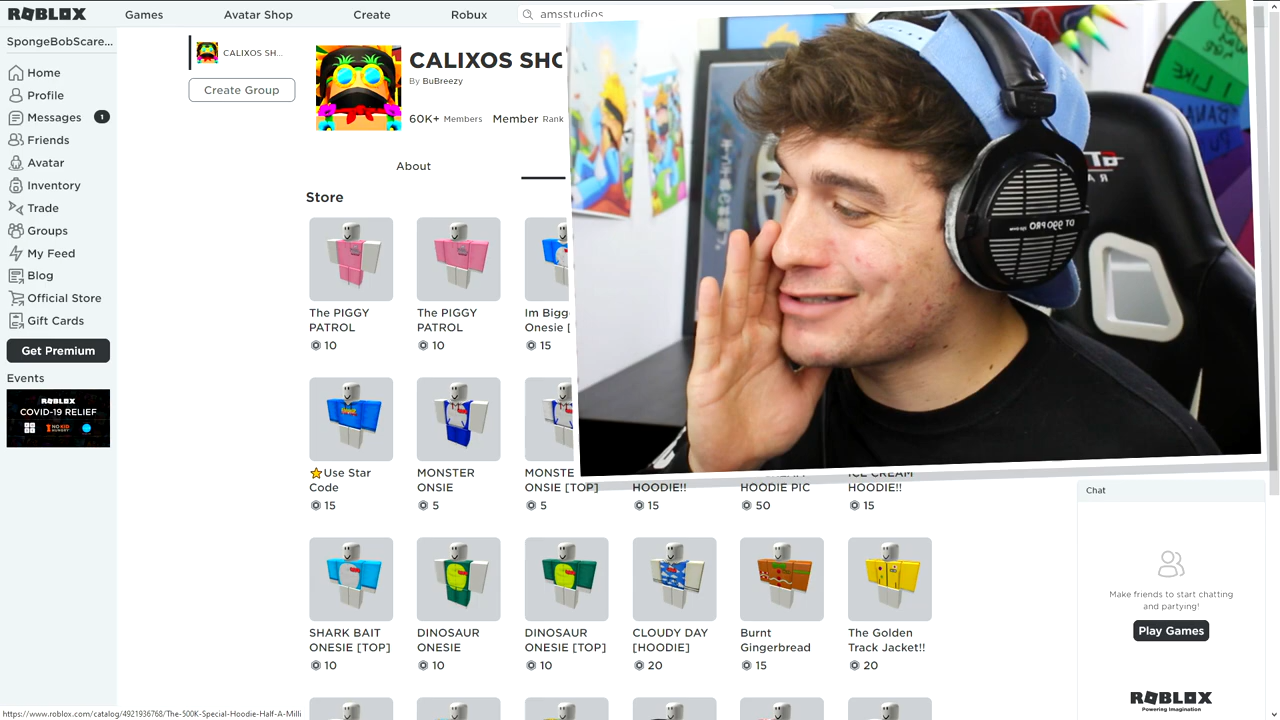 ROBLOX
Games
Avatar Shop
Create
Robux
amsstudios
SpongeBobScare...
Home
Profile
Messages
1
Friends
Avatar
Inventory
Trade
Groups
My Feed
Blog
Official Store
Gift Cards
Get Premium
Events
ROBLOX
COVID-19 RELIEF
NO KID
HUNGRY
CALIXOS SH...
Create Group
CALIXOS SHO
By BuBreezy
60K+ Members
Member Rank
About
Store
The PIGGY
PATROL
10
The PIGGY
PATROL
10
Im Bigg
Onesie [
15
Use Star
Code
15
MONSTER
ONSIE
5
MONSTE
ONESIE [TOP]
5
HOODIE!!
15
HOODIE PIC
50
ICE CREAM
HOODIE!!
15
SHARK BAIT
ONESIE [TOP]
10
DINOSAUR
ONESIE
10
DINOSAUR
ONESIE [TOP]
10
CLOUDY DAY
[HOODIE]
20
Burnt
Gingerbread
15
The Golden
Track Jacket!!
20
DT 990 PRO
I LIKE
Chat
Make friends to start chatting
and partying!
Play Games
ROBLOX
Powering Imagination
https://www.roblox.com/catalog/4921936768/The-500K-Special-Hoodie-Half-A-Milli